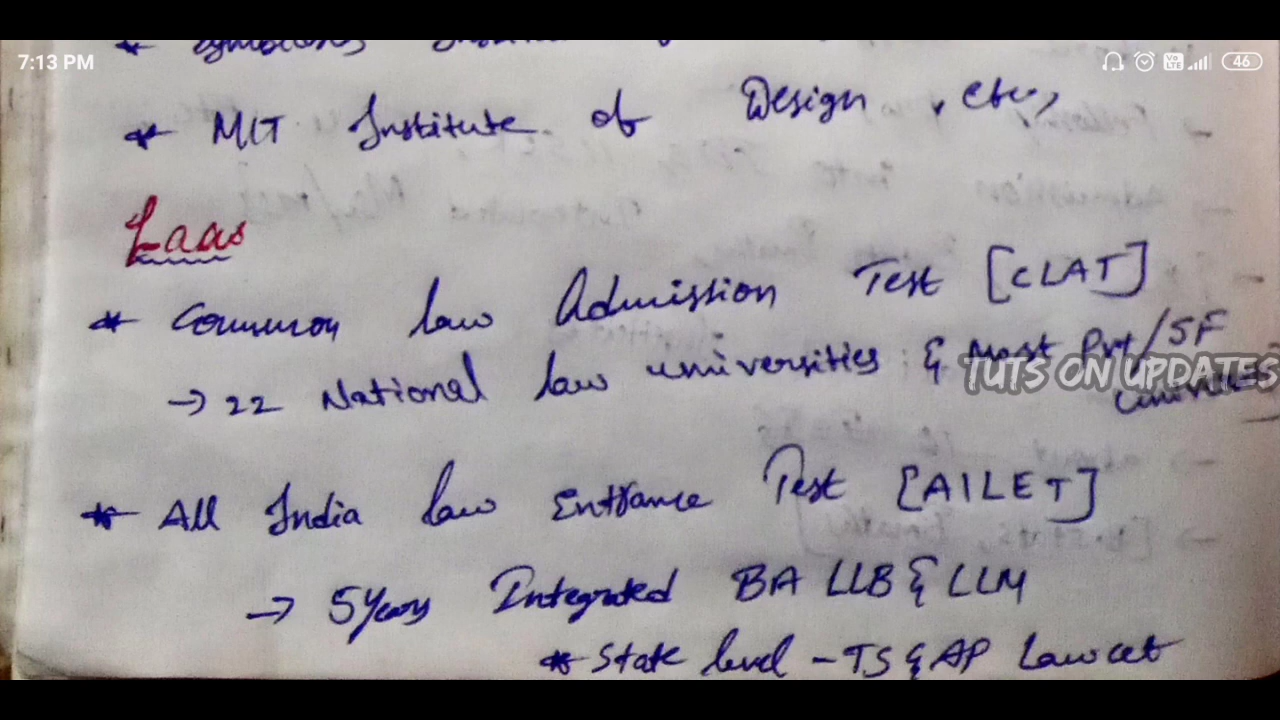 7:13 PM
46
* MIT Institute of Design, etc.,
Laws
* Common law Admission Test [CLAT]
→ 22 National law universities & Most Pvt/SF
TUTS ON UPDATES
* All India law Entrance Test [AILET]
→ 5 Years Integrated BA LLB & LLM
* State level - TS & AP Lawcet